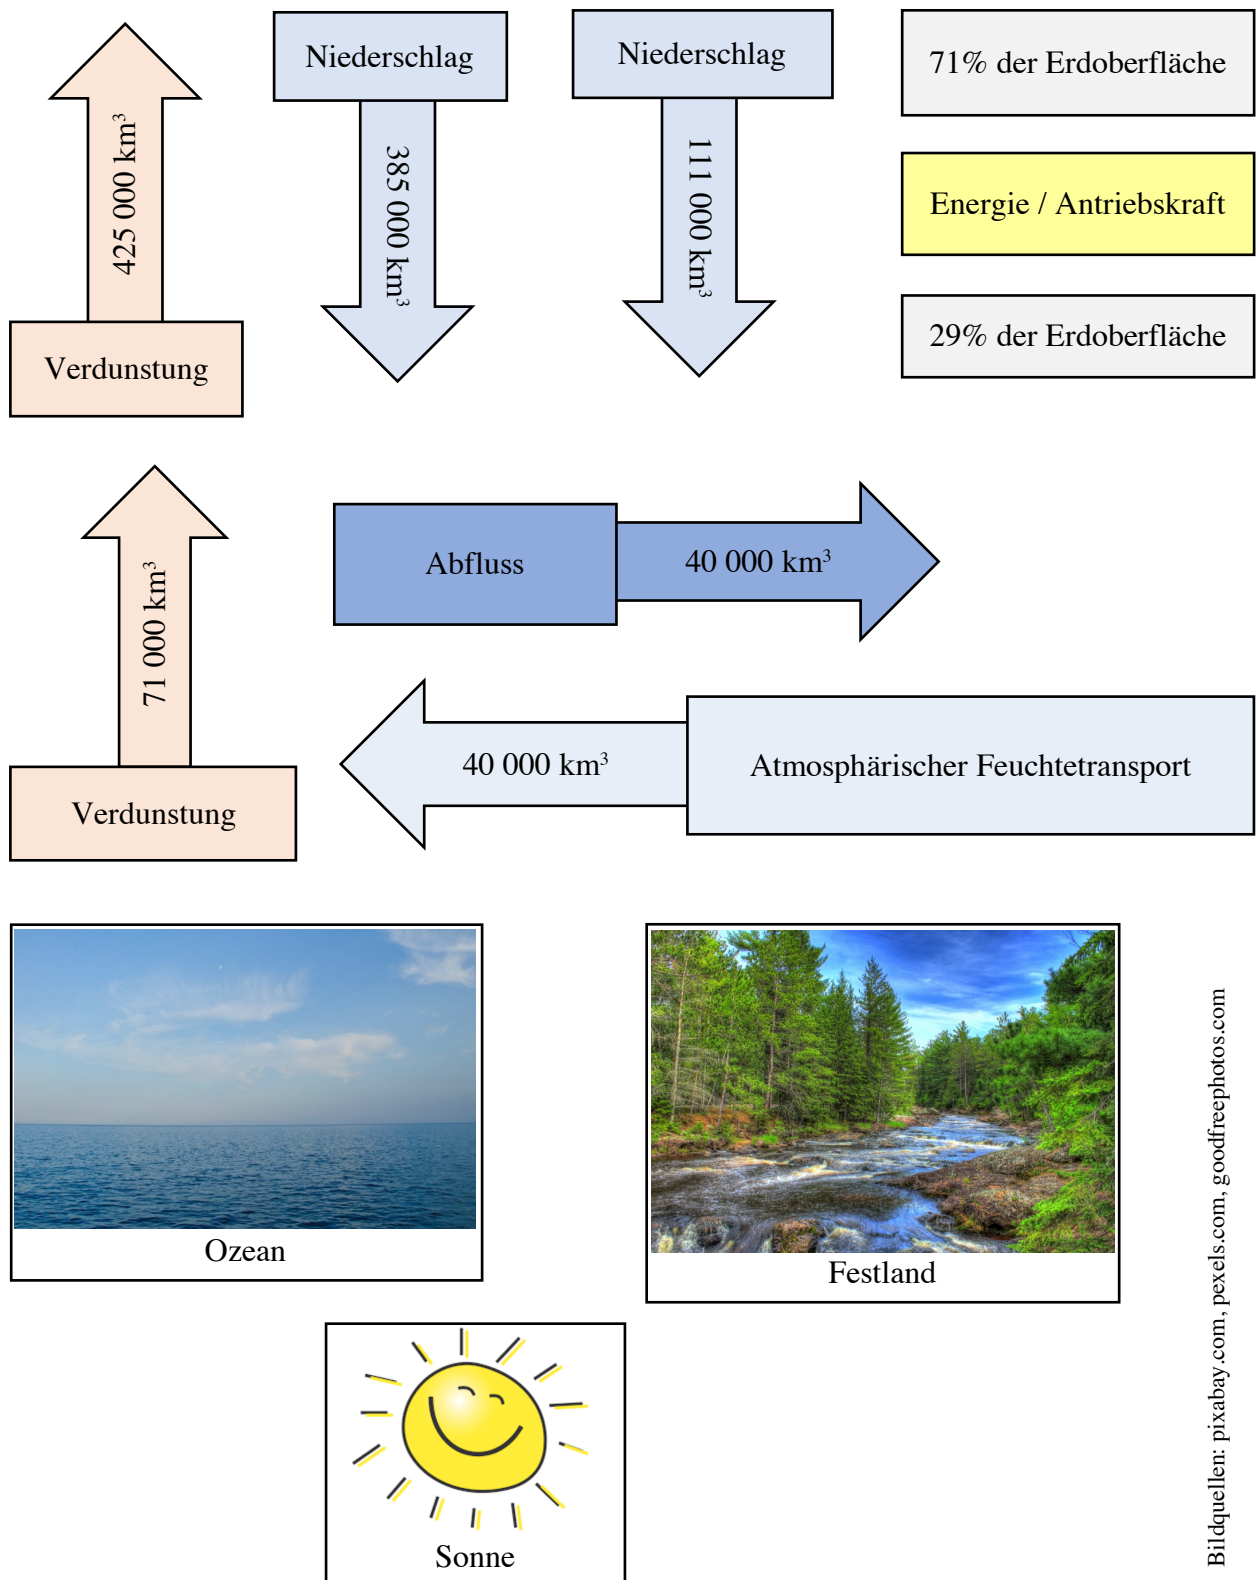 Niederschlag
Niederschlag
71% der Erdoberfläche
425 000 km³
385 000 km³
111 000 km³
Energie / Antriebskraft
29% der Erdoberfläche
Verdunstung
71 000 km³
Abfluss
40 000 km³
40 000 km³
Atmosphärischer Feuchtetransport
Verdunstung
Ozean
Festland
Sonne
Bildquellen: pixabay.com, pexels.com, goodfreephotos.com